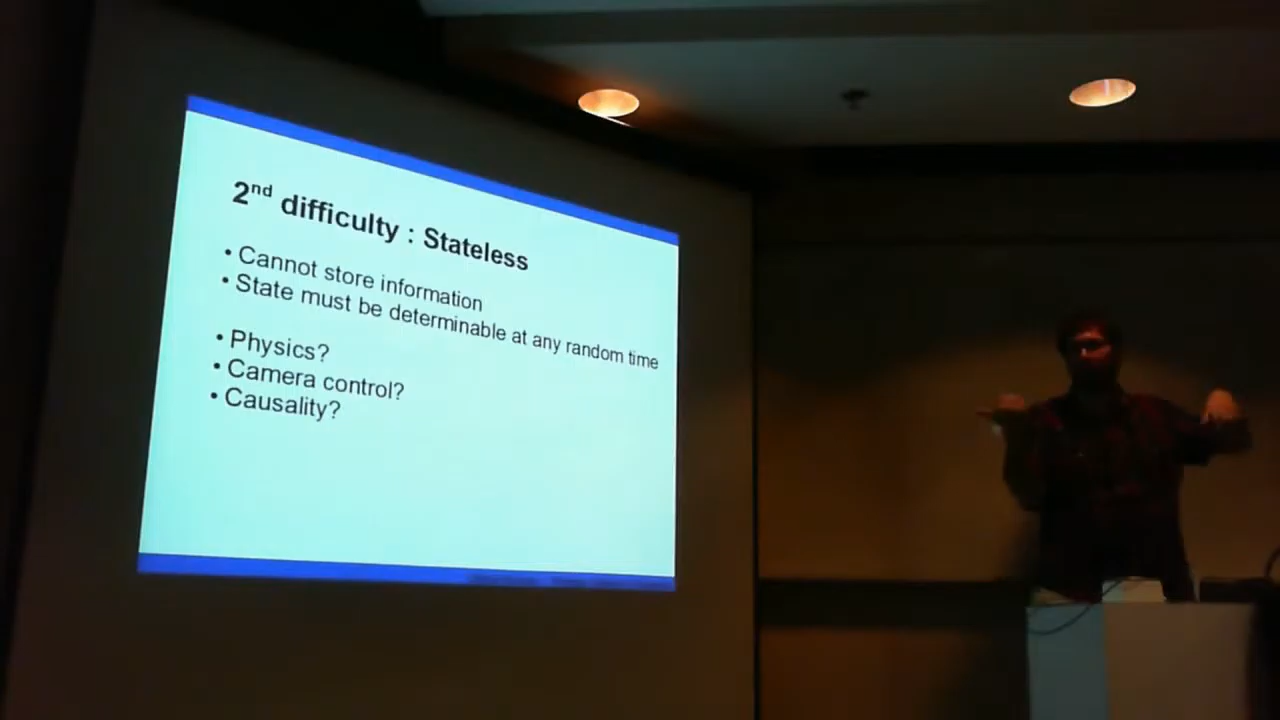 2nd difficulty : Stateless
• Cannot store information
• State must be determinable at any random time
• Physics?
• Camera control?
• Causality?